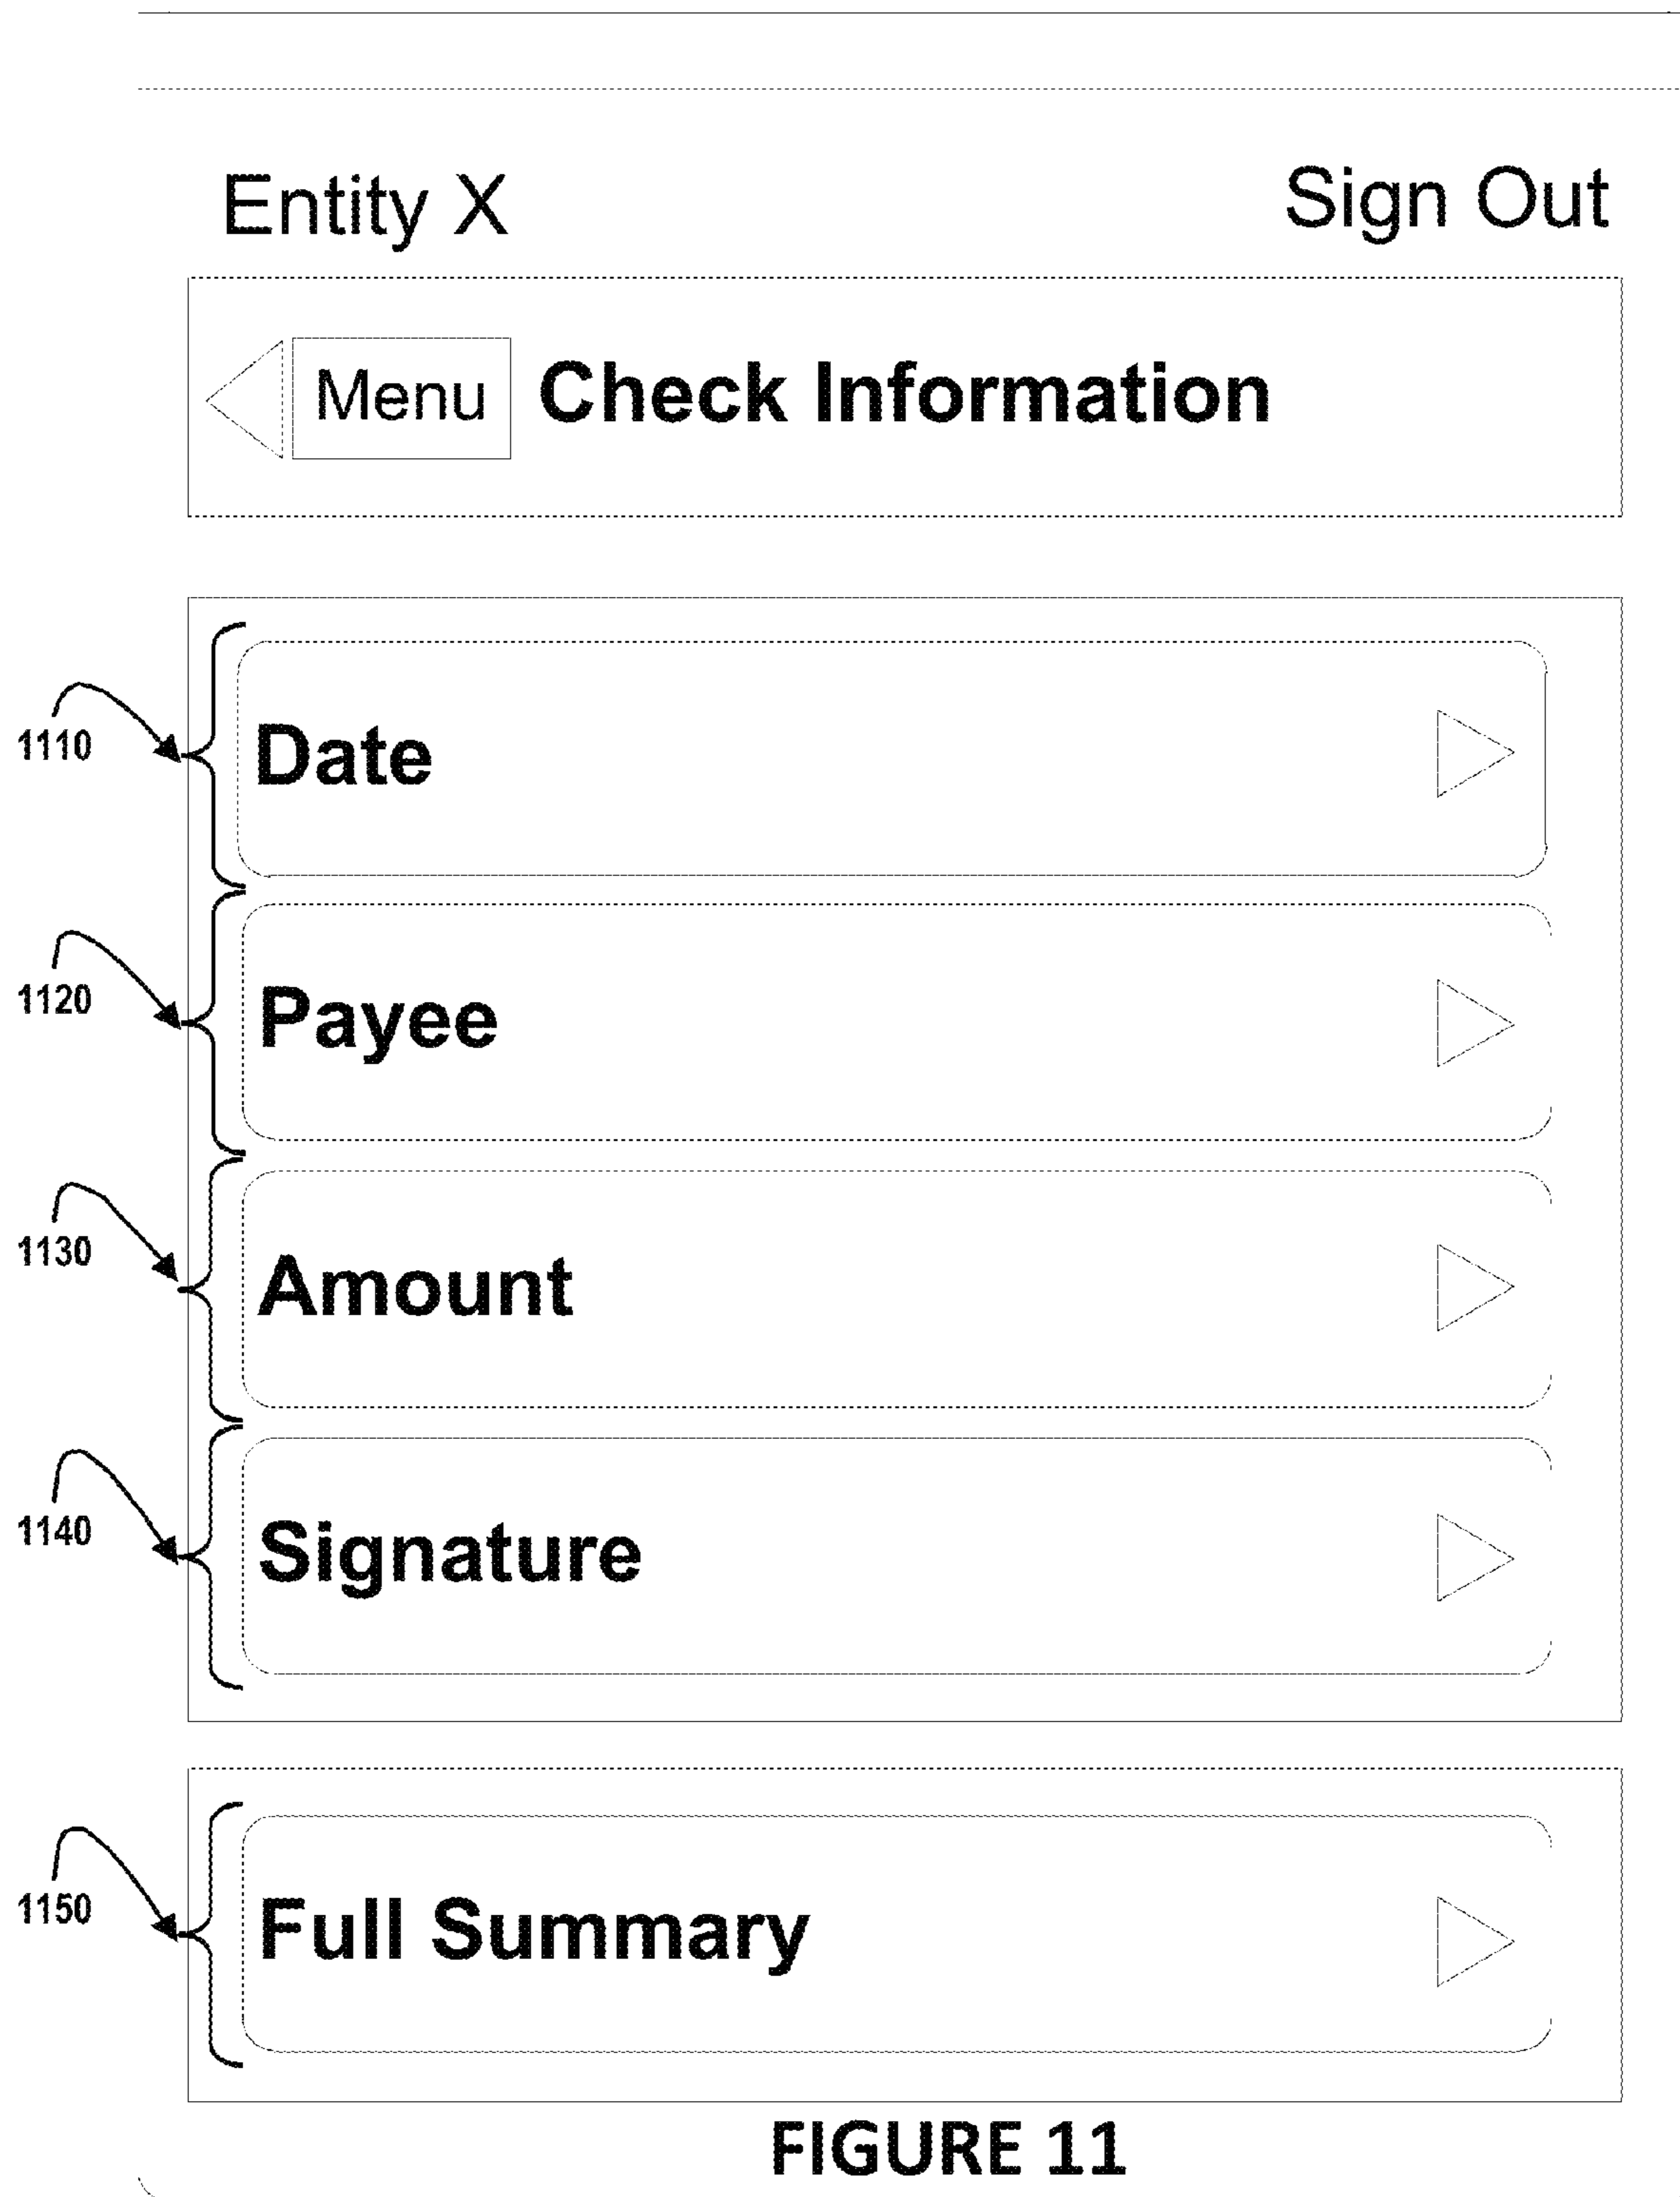 Entity X Sign Out
Menu Check Information
1110 Date
1120 Payee
1130 Amount
1140 Signature
1150 Full Summary
FIGURE 11